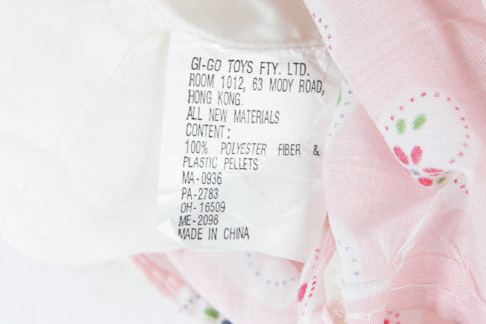 GI-GO TOYS FTY. LTD.
ROOM 1012, 63 MODY ROAD,
HONG KONG.
ALL NEW MATERIALS
CONTENT:
100% POLYESTER FIBER &
PLASTIC PELLETS
MA-0936
PA-2783
OH-16509
ME-2098
MADE IN CHINA